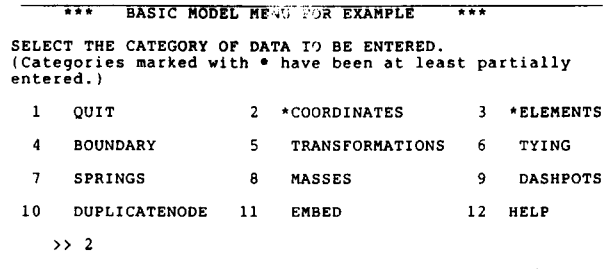 *** BASIC MODEL MENU FOR EXAMPLE ***
SELECT THE CATEGORY OF DATA TO BE ENTERED.
(Categories marked with * have been at least partially
entered.)
1 QUIT 2 *COORDINATES 3 *ELEMENTS
4 BOUNDARY 5 TRANSFORMATIONS 6 TYING
7 SPRINGS 8 MASSES 9 DASHPOTS
10 DUPLICATENODE 11 EMBED 12 HELP
>> 2